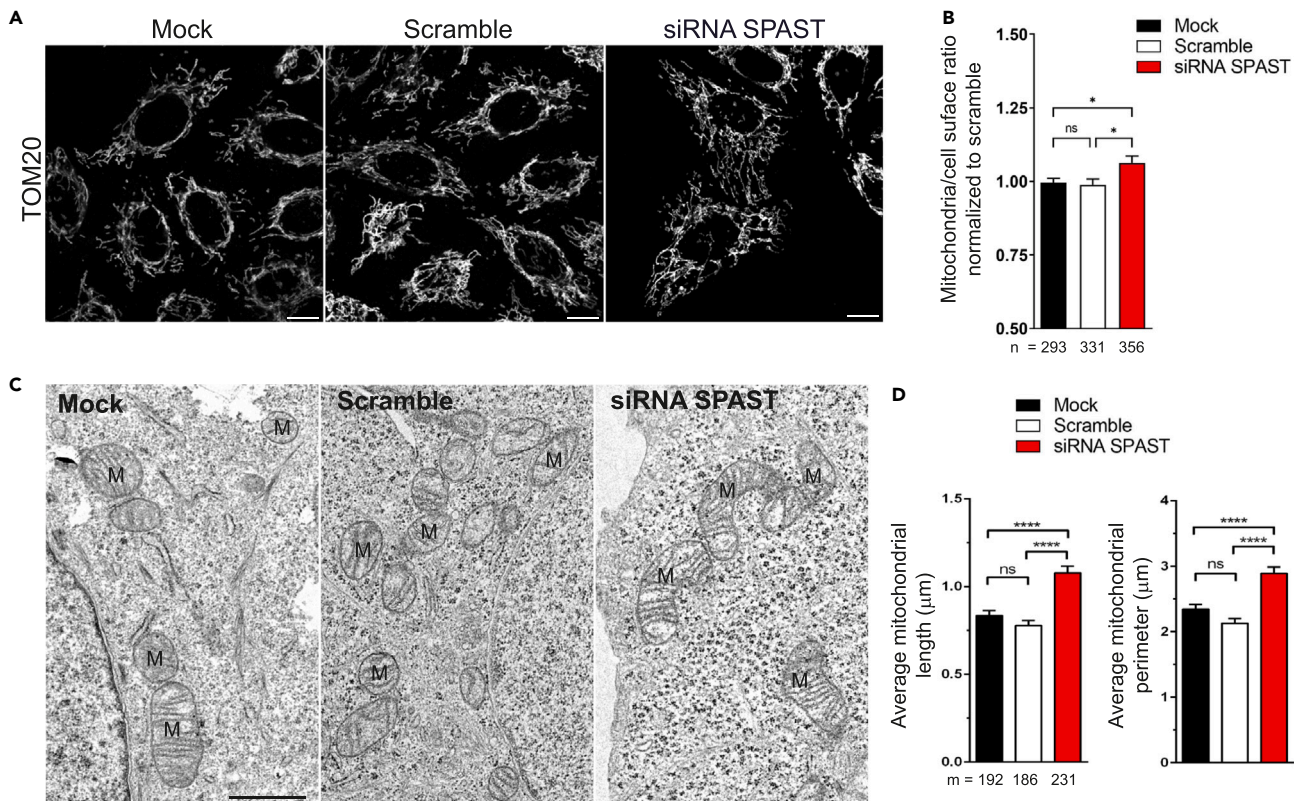 A
Mock
Scramble
siRNA SPAST
TOM20
B
Mock
Scramble
siRNA SPAST
Mitochondria/cell suface ratio
normalized to scramble
1.50
1.25
1.00
0.75
0.50
*
ns
*
n = 293 331 356
C
Mock
Scramble
siRNA SPAST
M
M
M
M
M
M
M
M
M
M
M
M
D
Mock
Scramble
siRNA SPAST
Average mitochondrial
length (μm)
1.5
1.0
0.5
0.0
****
****
ns
m = 192 186 231
Average mitochondrial
perimeter (μm)
4
3
2
1
0
****
****
ns